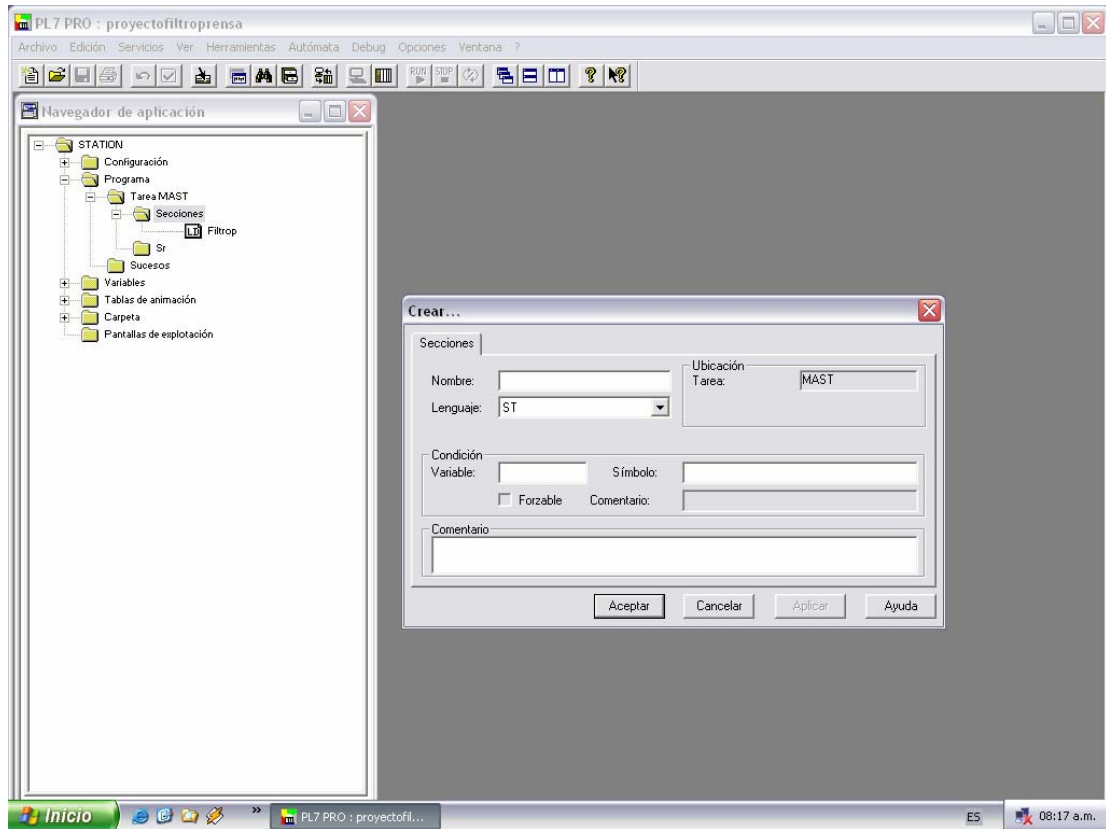 PL7 PRO : proyectofiltroprensa
Archivo Edición Servicios Ver Herramientas Autómata Debug Opciones Ventana ?
RUN STOP
Navegador de aplicación
STATION
Configuración
Programa
Tarea MAST
Secciones
LD Filtrop
Sr
Sucesos
Variables
Tablas de animación
Carpeta
Pantallas de explotación
Crear...
Secciones
Nombre:
Lenguaje: ST
Ubicación
Tarea: MAST
Condición
Variable: Símbolo:
Forzable Comentario:
Comentario
Aceptar Cancelar Aplicar Ayuda
Inicio » PL7 PRO : proyectofil... ES 08:17 a.m.